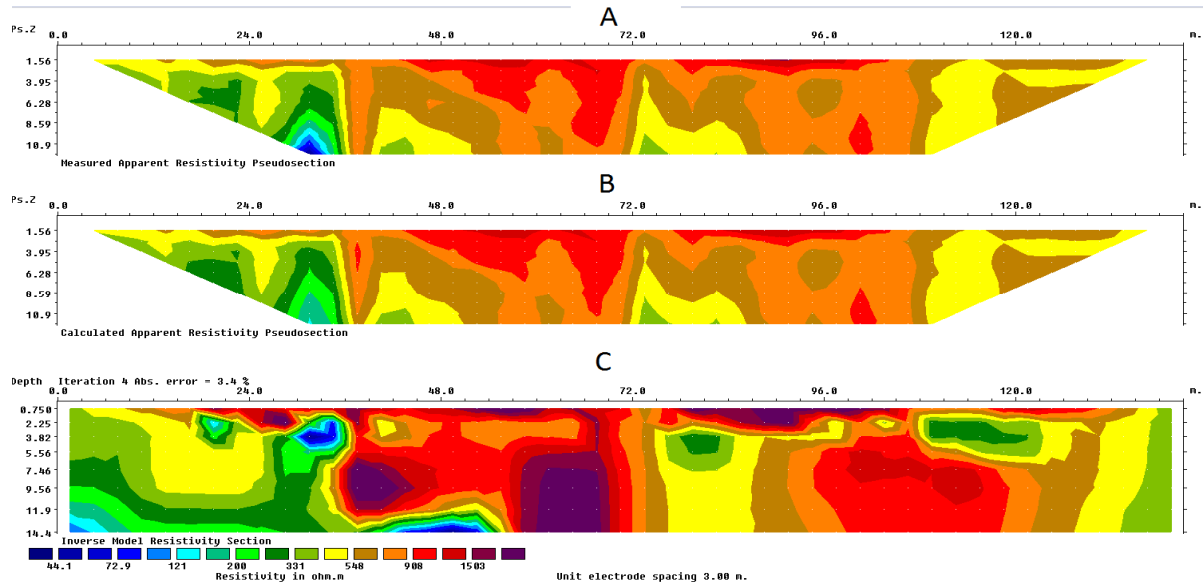 A
Ps.Z 0.0 24.0 48.0 72.0 96.0 120.0 m.
1.56
3.95
6.28
8.59
10.9
Measured Apparent Resistivity Pseudosection
B
Ps.Z 0.0 24.0 48.0 72.0 96.0 120.0 m.
1.56
3.95
6.28
0.59
10.9
Calculated Apparent Resistivity Pseudosection
C
Depth Iteration 4 Abs. error = 3.4 %
0.0 24.0 48.0 72.0 96.0 120.0 m.
0.750
2.25
3.82
5.56
7.46
9.56
11.9
14.4
Inverse Model Resistivity Section
44.1 72.9 121 200 331 548 908 1503
Resistivity in ohm.m Unit electrode spacing 3.00 m.